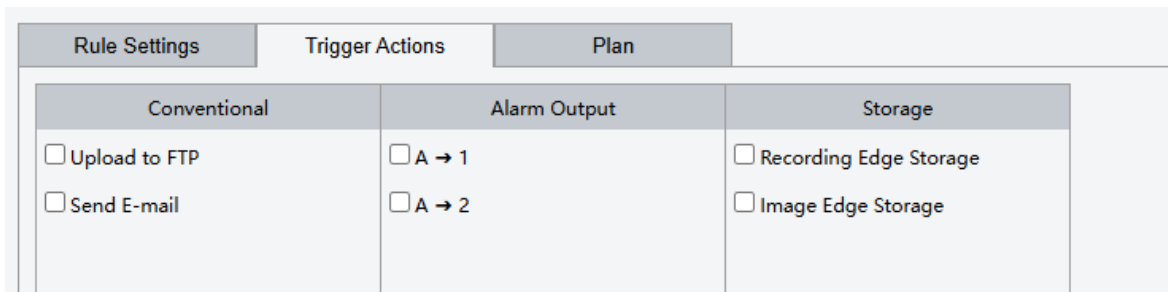 Rule Settings Trigger Actions Plan
Conventional Alarm Output Storage
Upload to FTP A ➔ 1 Recording Edge Storage
Send E-mail A ➔ 2 Image Edge Storage